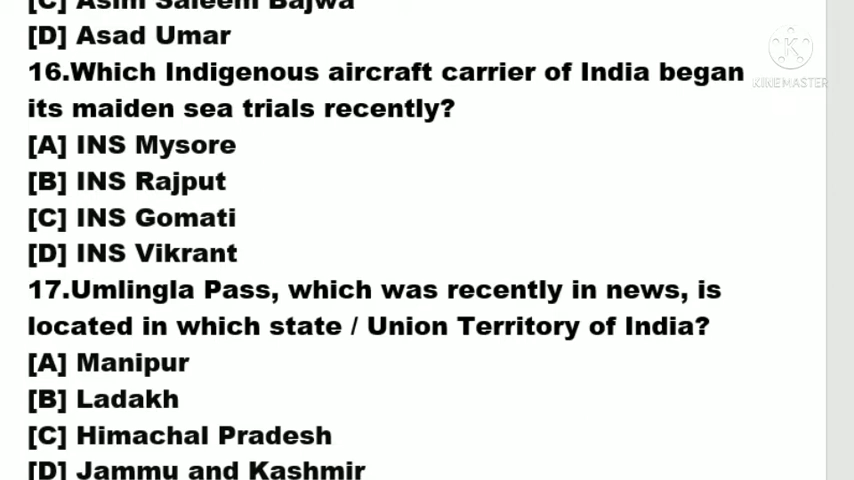 [C] Asim Saleem Bajwa
[D] Asad Umar
16.Which Indigenous aircraft carrier of India began
its maiden sea trials recently?
[A] INS Mysore
[B] INS Rajput
[C] INS Gomati
[D] INS Vikrant
17.Umlingla Pass, which was recently in news, is
located in which state / Union Territory of India?
[A] Manipur
[B] Ladakh
[C] Himachal Pradesh
[D] Jammu and Kashmir
K
KINEMASTER